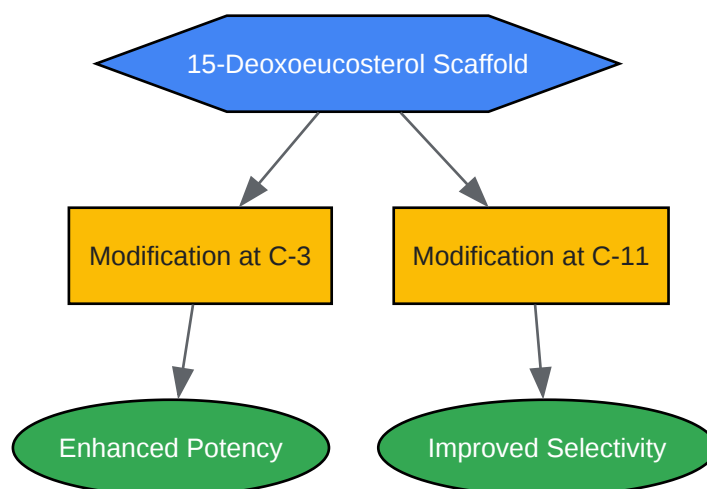 15-Deoxoeucosterol Scaffold
Modification at C-3
Modification at C-11
Enhanced Potency
Improved Selectivity